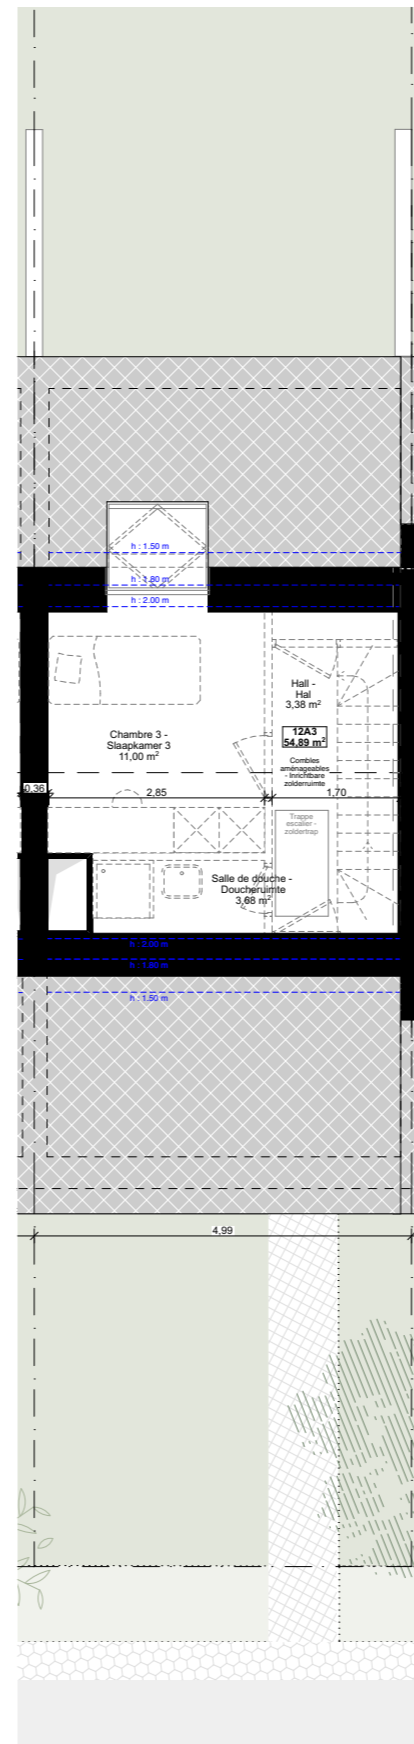 h : 1.50 m
h : 1.80 m
h : 2.00 m
Hall -
Hal
3,38 m²
12A3
54,89 m²
Chambre 3 -
Slaapkamer 3
11,00 m²
Combles
aménageables
- Inrichtbare
zolderruimte
0,36
2,85
1,70
Trappe
escalier -
zoldertrap
Salle de douche -
Doucheruimte
3,68 m²
h : 2.00 m
h : 1.80 m
h : 1.50 m
4,99